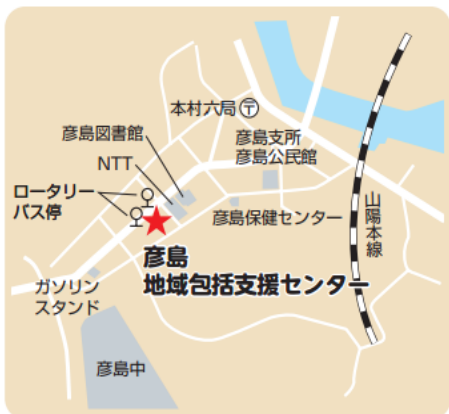 本村六局〒
彦島図書館
彦島支所
彦島公民館
NTT
ロータリー
バス停
彦島保健センター
山陽本線
彦島
地域包括支援センター
ガソリン
スタンド
彦島中